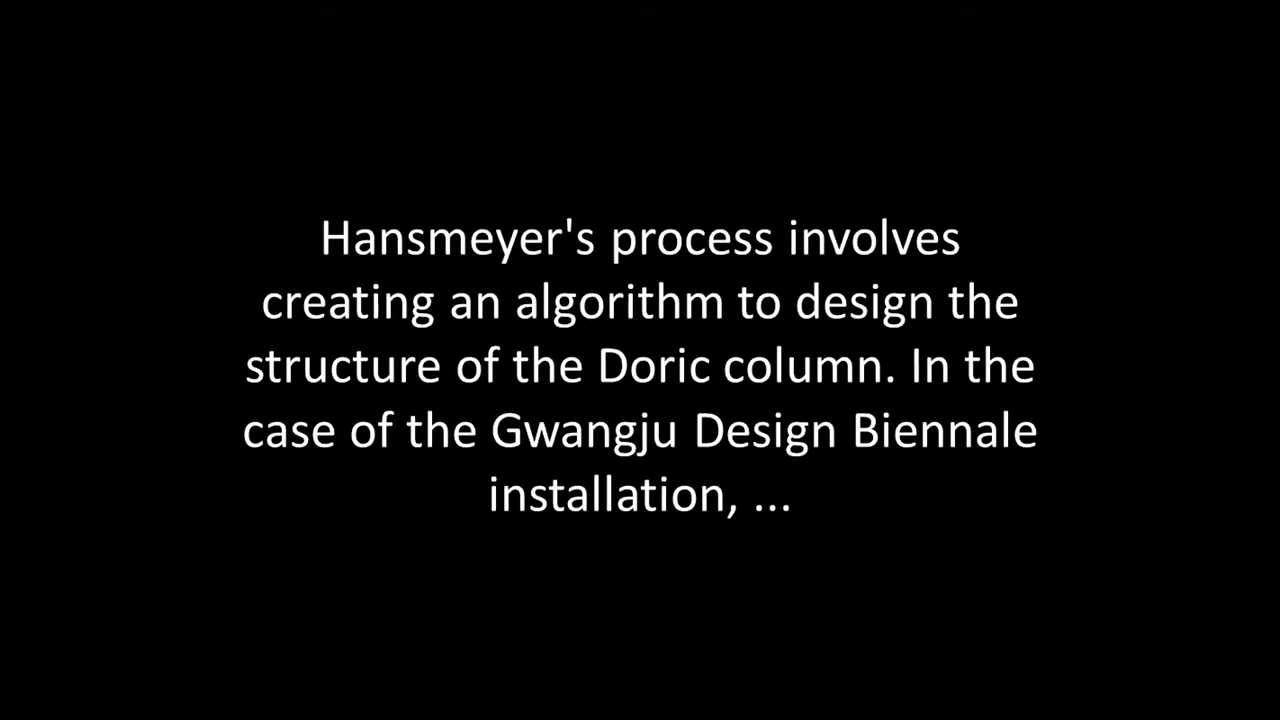 Hansmeyer's process involves
creating an algorithm to design the
structure of the Doric column. In the
case of the Gwangju Design Biennale
installation, ...